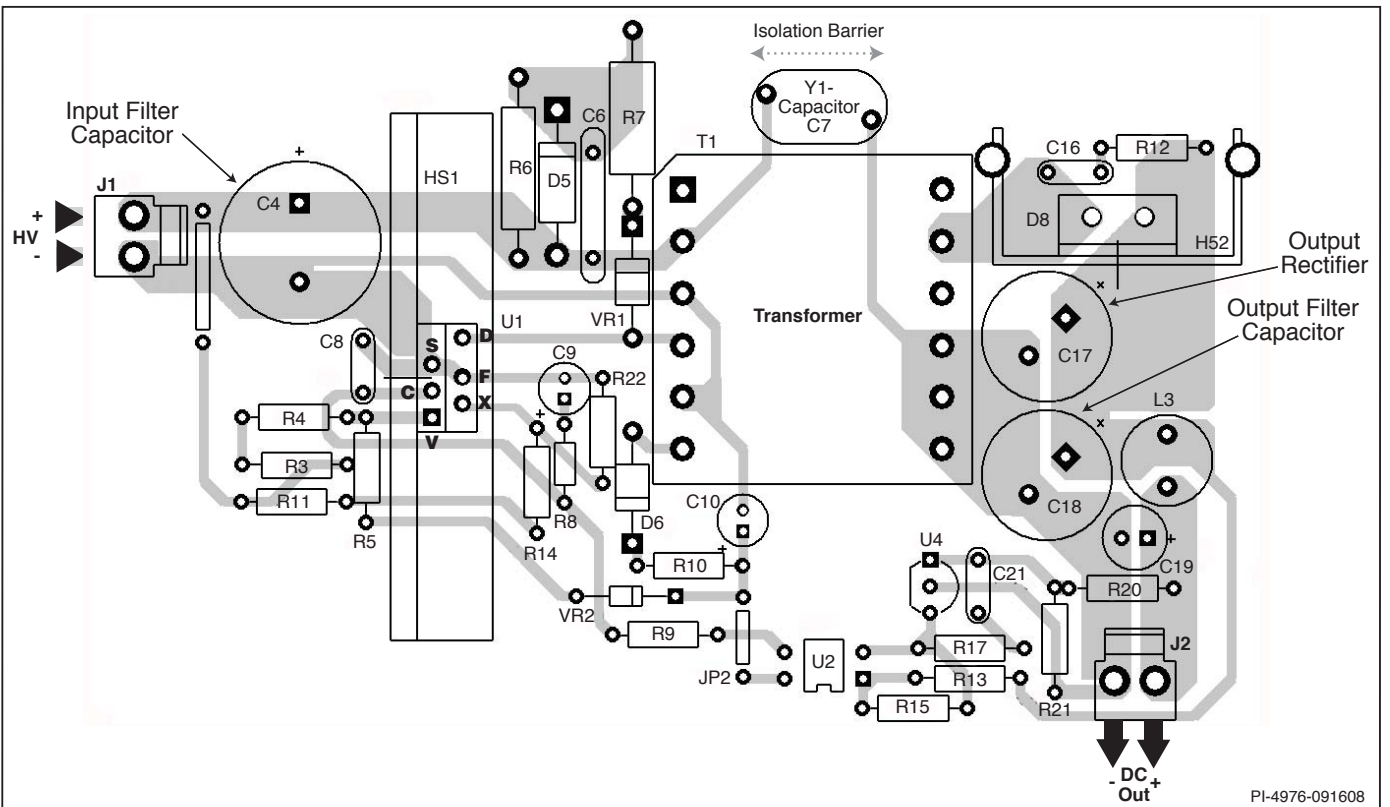 Isolation Barrier
Y1-
Capacitor
C7
Input Filter
Capacitor
+
R7
C6
T1
C16
R12
J1
HS1
R6
D5
C4
+
HV
-
D8
H52
Output
Rectifier
U1
VR1
Transformer
Output Filter
Capacitor
x
C8
S
D
C9
C17
F
R22
C
X
L3
R4
V
+
x
R3
R11
C10
C18
R5
R8
D6
R14
U4
+
C19
R10
+
C21
R20
VR2
R9
R17
J2
U2
JP2
R13
R15
R21
- DC +
Out
PI-4976-091608